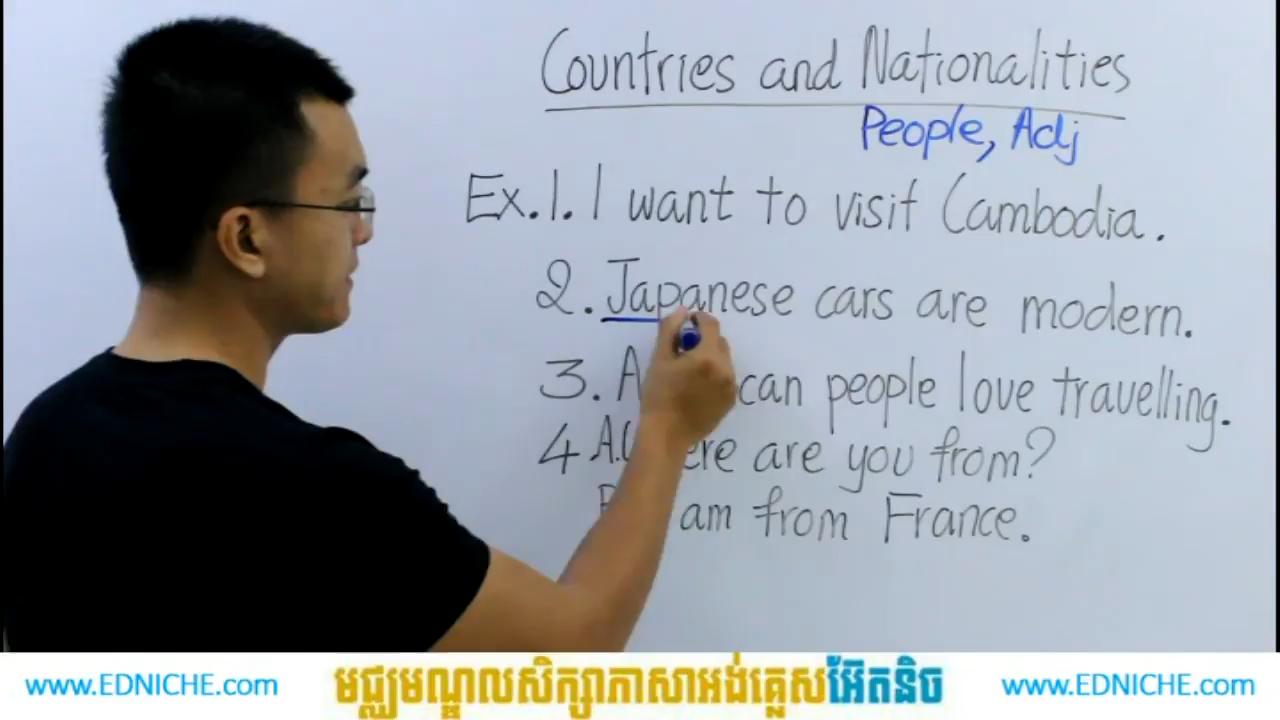 Countries and Nationalities
People, Adj
Ex.1. I want to visit Cambodia.
2. Japanese cars are modern.
3. can people love travelling.
4 A. ere are you from?
am from France.
www.EDNICHE.com មជ្ឈមណ្ឌលសិក្សាភាសាអង់គ្លេសអ៊ែតនិច www.EDNICHE.com